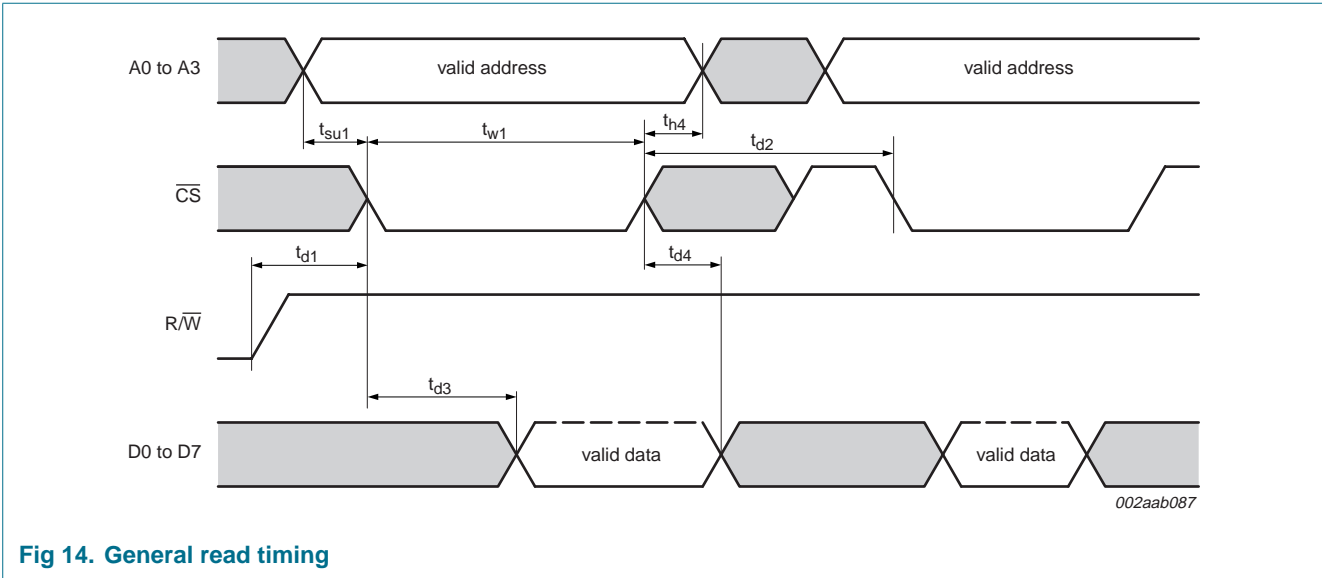 A0 to A3
valid address
valid address
tsu1
tw1
th4
td2
CS
td1
td4
R/W
td3
D0 to D7
valid data
valid data
002aab087
Fig 14. General read timing